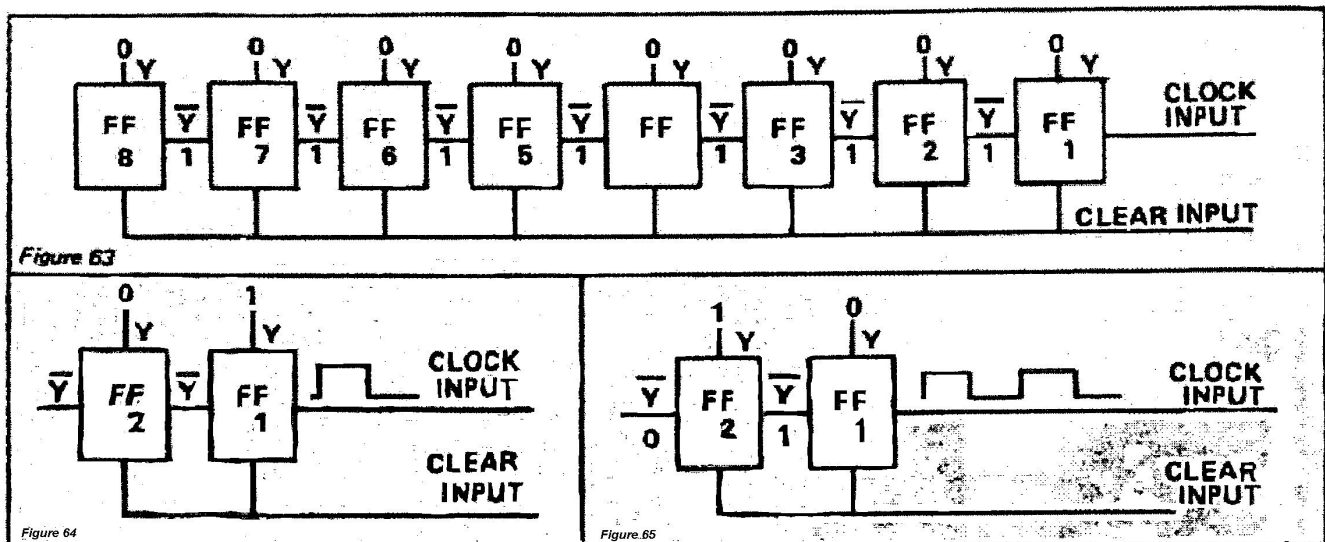 0 0 0 0 0 0 0 0
Y Y Y Y Y Y Y Y
FF 8 Y̅ 1 FF 7 Y̅ 1 FF 6 Y̅ 1 FF 5 Y̅ 1 FF Y̅ 1 FF 3 Y̅ 1 FF 2 Y̅ 1 FF 1
CLOCK
INPUT
CLEAR INPUT
Figure 63
0 1
Y Y
Y̅ FF 2 Y̅ FF 1
CLOCK
INPUT
CLEAR
INPUT
Figure 64
1 0
Y Y
Y̅ 0 FF 2 Y̅ 1 FF 1
CLOCK
INPUT
CLEAR
INPUT
Figure 65